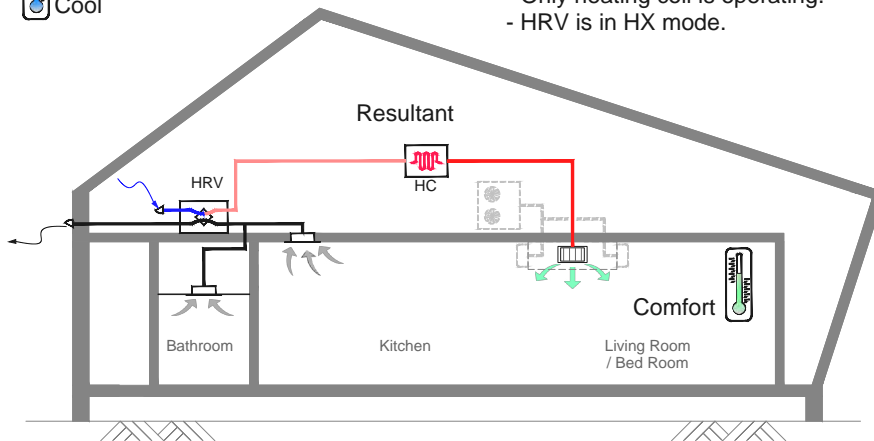 Cool
Only heating coil is operating.
- HRV is in HX mode.
Resultant
HRV
HC
Comfort
Bathroom
Kitchen
Living Room
/ Bed Room